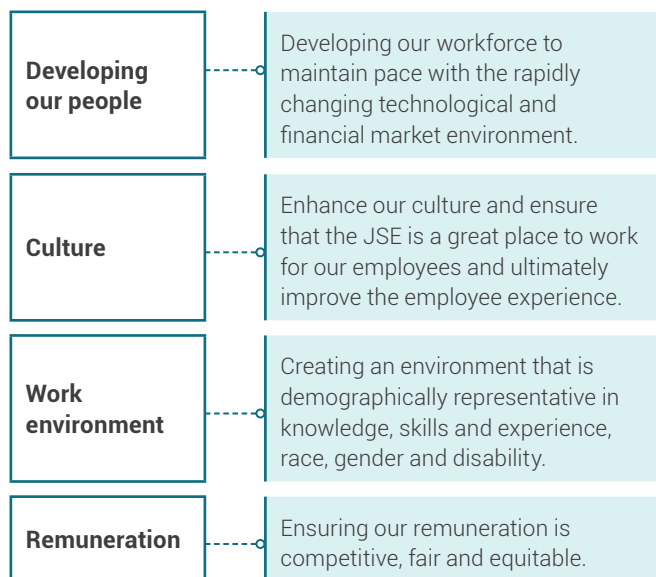 Developing
our people
Developing our workforce to
maintain pace with the rapidly
changing technological and
financial market environment.
Culture
Enhance our culture and ensure
that the JSE is a great place to work
for our employees and ultimately
improve the employee experience.
Work
environment
Creating an environment that is
demographically representative in
knowledge, skills and experience,
race, gender and disability.
Remuneration
Ensuring our remuneration is
competitive, fair and equitable.